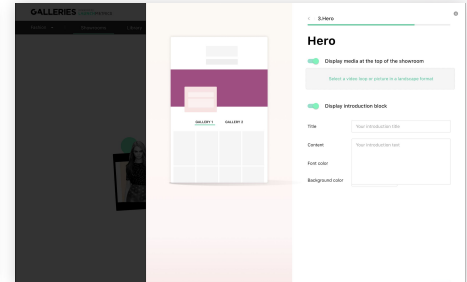 GALLERIES
Showrooms
3.Hero
Hero
Display media at the top of the showroom
Select a video loop or picture in a landscape format
Display introduction block
Title
Your introduction title
Content
Your introduction text
Font color
Background color
GALLERY 1 GALLERY 2